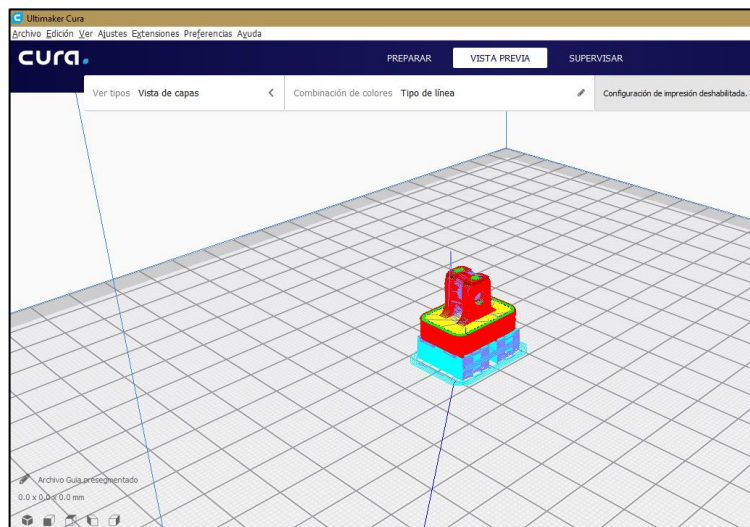 Ultimaker Cura
Archivo Edición Ver Ajustes Extensiones Preferencias Ayuda
cura.
PREPARAR VISTA PREVIA SUPERVISAR
Ver tipos Vista de capas Combinación de colores Tipo de línea Configuración de impresión deshabilitada.
Archivo Guia presegmentado
0.0 x 0.0 x 0.0 mm